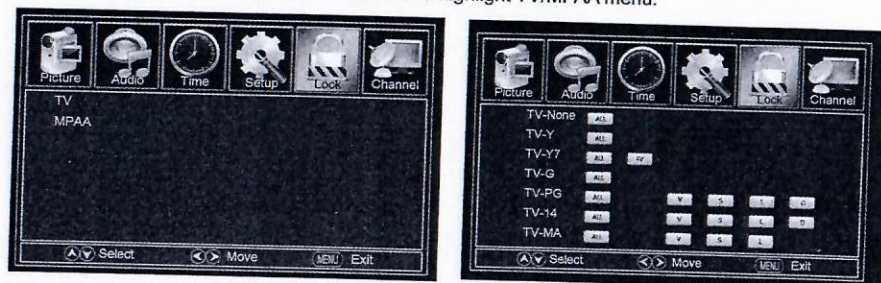 highlight TV/MPAA menu.
Picture Audio Time Setup Lock Channel
TV
MPAA
Select Move MENU Exit
Picture Audio Time Setup Lock Channel
TV-None ALL
TV-Y ALL
TV-Y7 ALL FV
TV-G ALL
TV-PG ALL V S L D
TV-14 ALL V S L D
TV-MA ALL V S L
Select Move MENU Exit